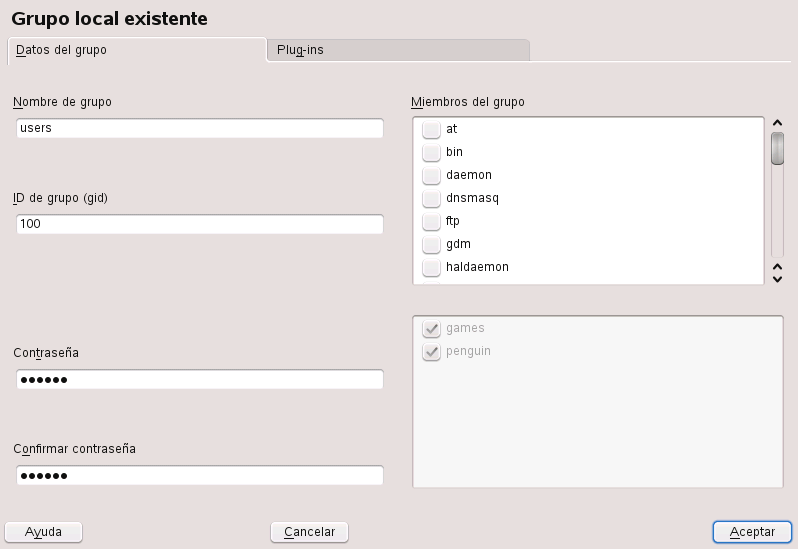 Grupo local existente
Datos del grupo
Plug-ins
Nombre de grupo
users
ID de grupo (gid)
100
Contraseña
●●●●●●
Confirmar contraseña
●●●●●●
Miembros del grupo
at
bin
daemon
dnsmasq
ftp
gdm
haldaemon
games
penguin
Ayuda
Cancelar
Aceptar